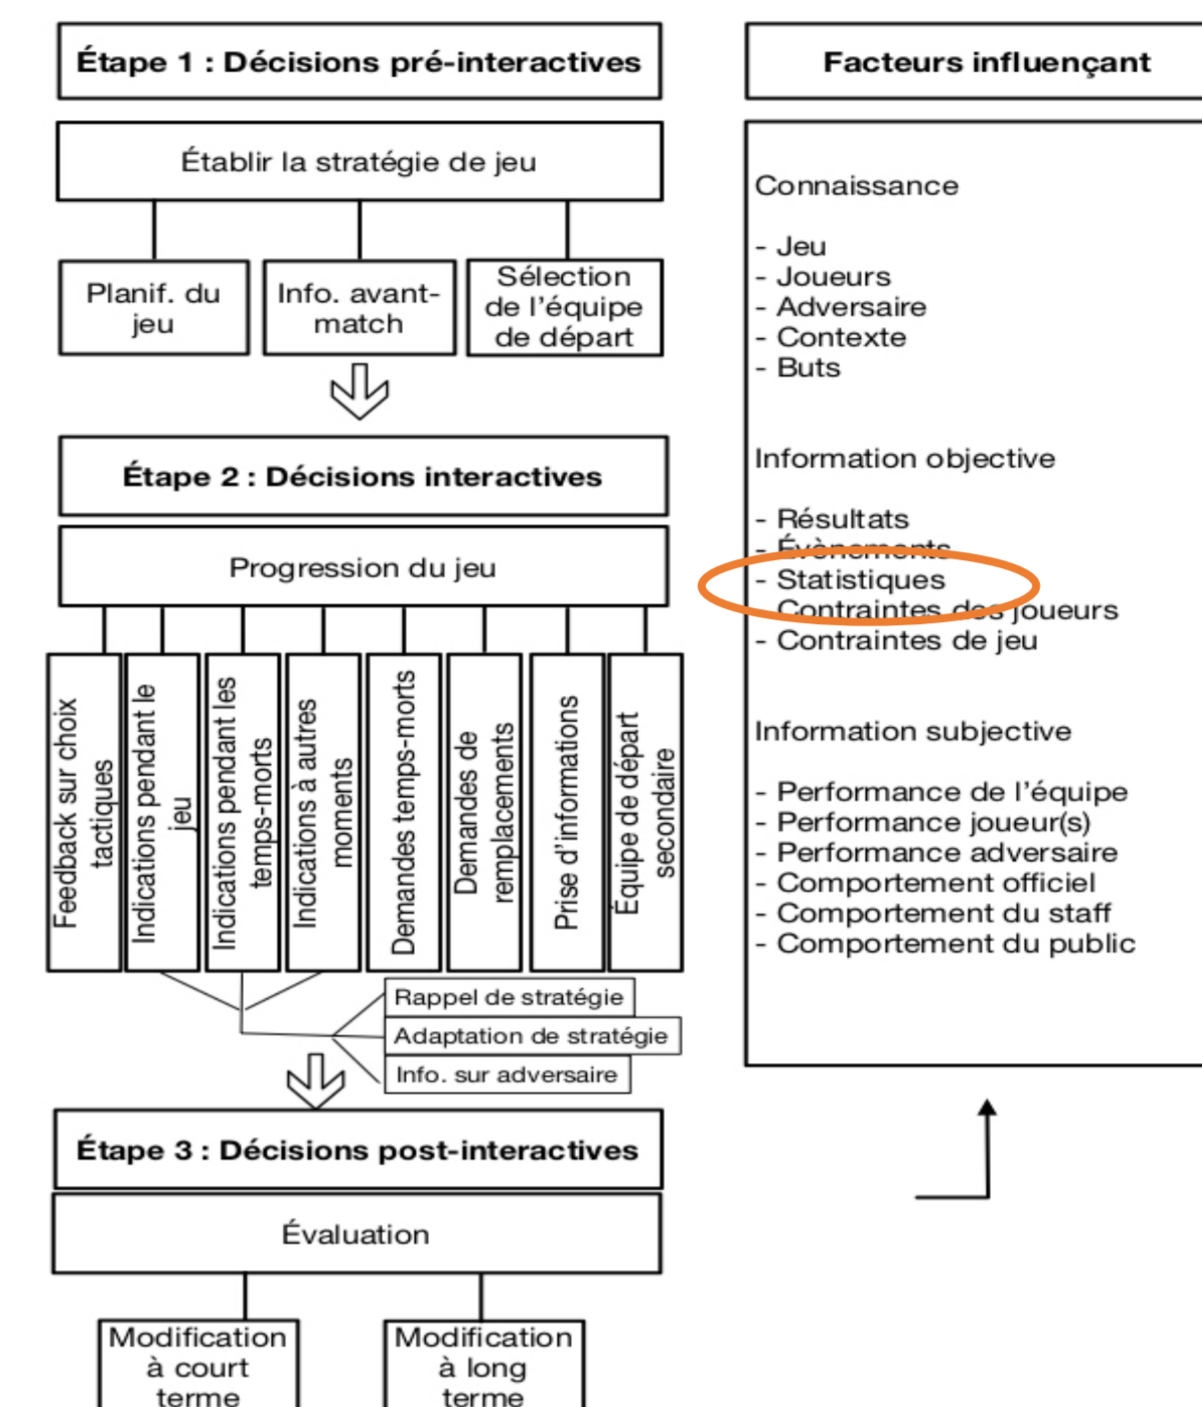 Étape 1 : Décisions pré-interactives
Établir la stratégie de jeu
Planif. du
jeu
Info. avant-
match
Sélection
de l'équipe
de départ
Étape 2 : Décisions interactives
Progression du jeu
Feedback sur choix
tactiques
Indications pendant le
jeu
Indications pendant les
temps-morts
Indications à autres
moments
Demandes temps-morts
Demandes de
remplacements
Prise d'informations
Équipe de départ
secondaire
Rappel de stratégie
Adaptation de stratégie
Info. sur adversaire
Étape 3 : Décisions post-interactives
Évaluation
Modification
à court
terme
Modification
à long
terme
Facteurs influençant
Connaissance
- Jeu
- Joueurs
- Adversaire
- Contexte
- Buts
Information objective
- Résultats
- Évènements
- Statistiques
- Contraintes des joueurs
- Contraintes de jeu
Information subjective
- Performance de l'équipe
- Performance joueur(s)
- Performance adversaire
- Comportement officiel
- Comportement du staff
- Comportement du public